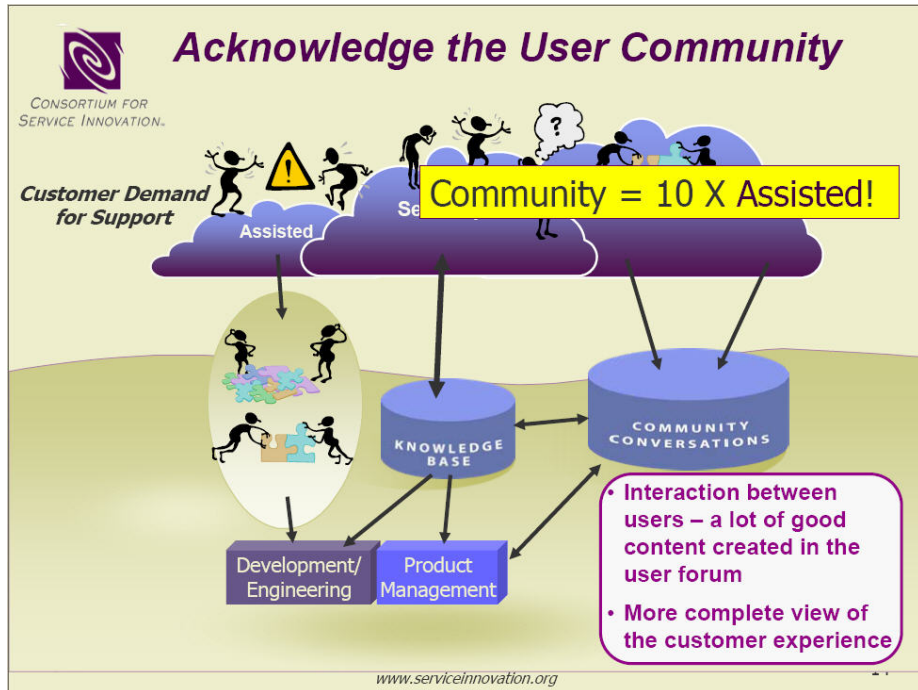 Acknowledge the User Community
CONSORTIUM FOR
SERVICE INNOVATION
Customer Demand
for Support
?
!
Community = 10 X Assisted!
Assisted
Se
KNOWLEDGE
BASE
COMMUNITY
CONVERSATIONS
Development/
Engineering
Product
Management
• Interaction between
users – a lot of good
content created in the
user forum
• More complete view of
the customer experience
www.serviceinnovation.org